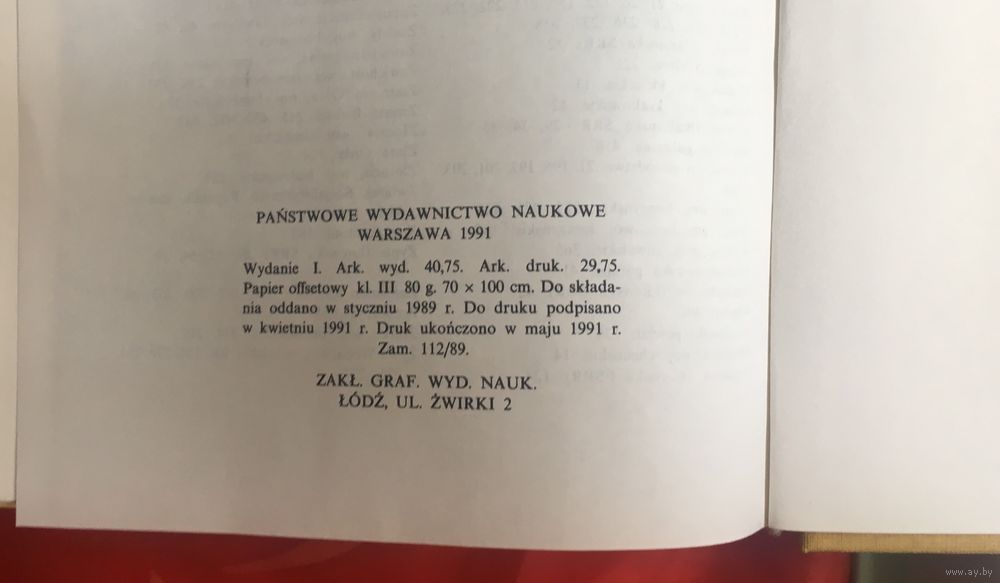 PAŃSTWOWE WYDAWNICTWO NAUKOWE
WARSZAWA 1991
Wydanie I. Ark. wyd. 40,75. Ark. druk. 29,75.
Papier offsetowy kl. III 80 g. 70 × 100 cm. Do składa-
nia oddano w styczniu 1989 r. Do druku podpisano
w kwietniu 1991 r. Druk ukończono w maju 1991 r.
Zam. 112/89.
ZAKŁ. GRAF. WYD. NAUK.
ŁÓDŹ, UL. ŻWIRKI 2
www.ay.by